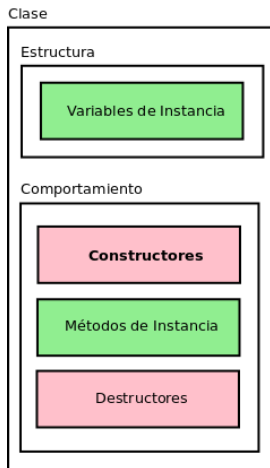 Clase
Estructura
Variables de Instancia
Comportamiento
Constructores
Métodos de Instancia
Destructores